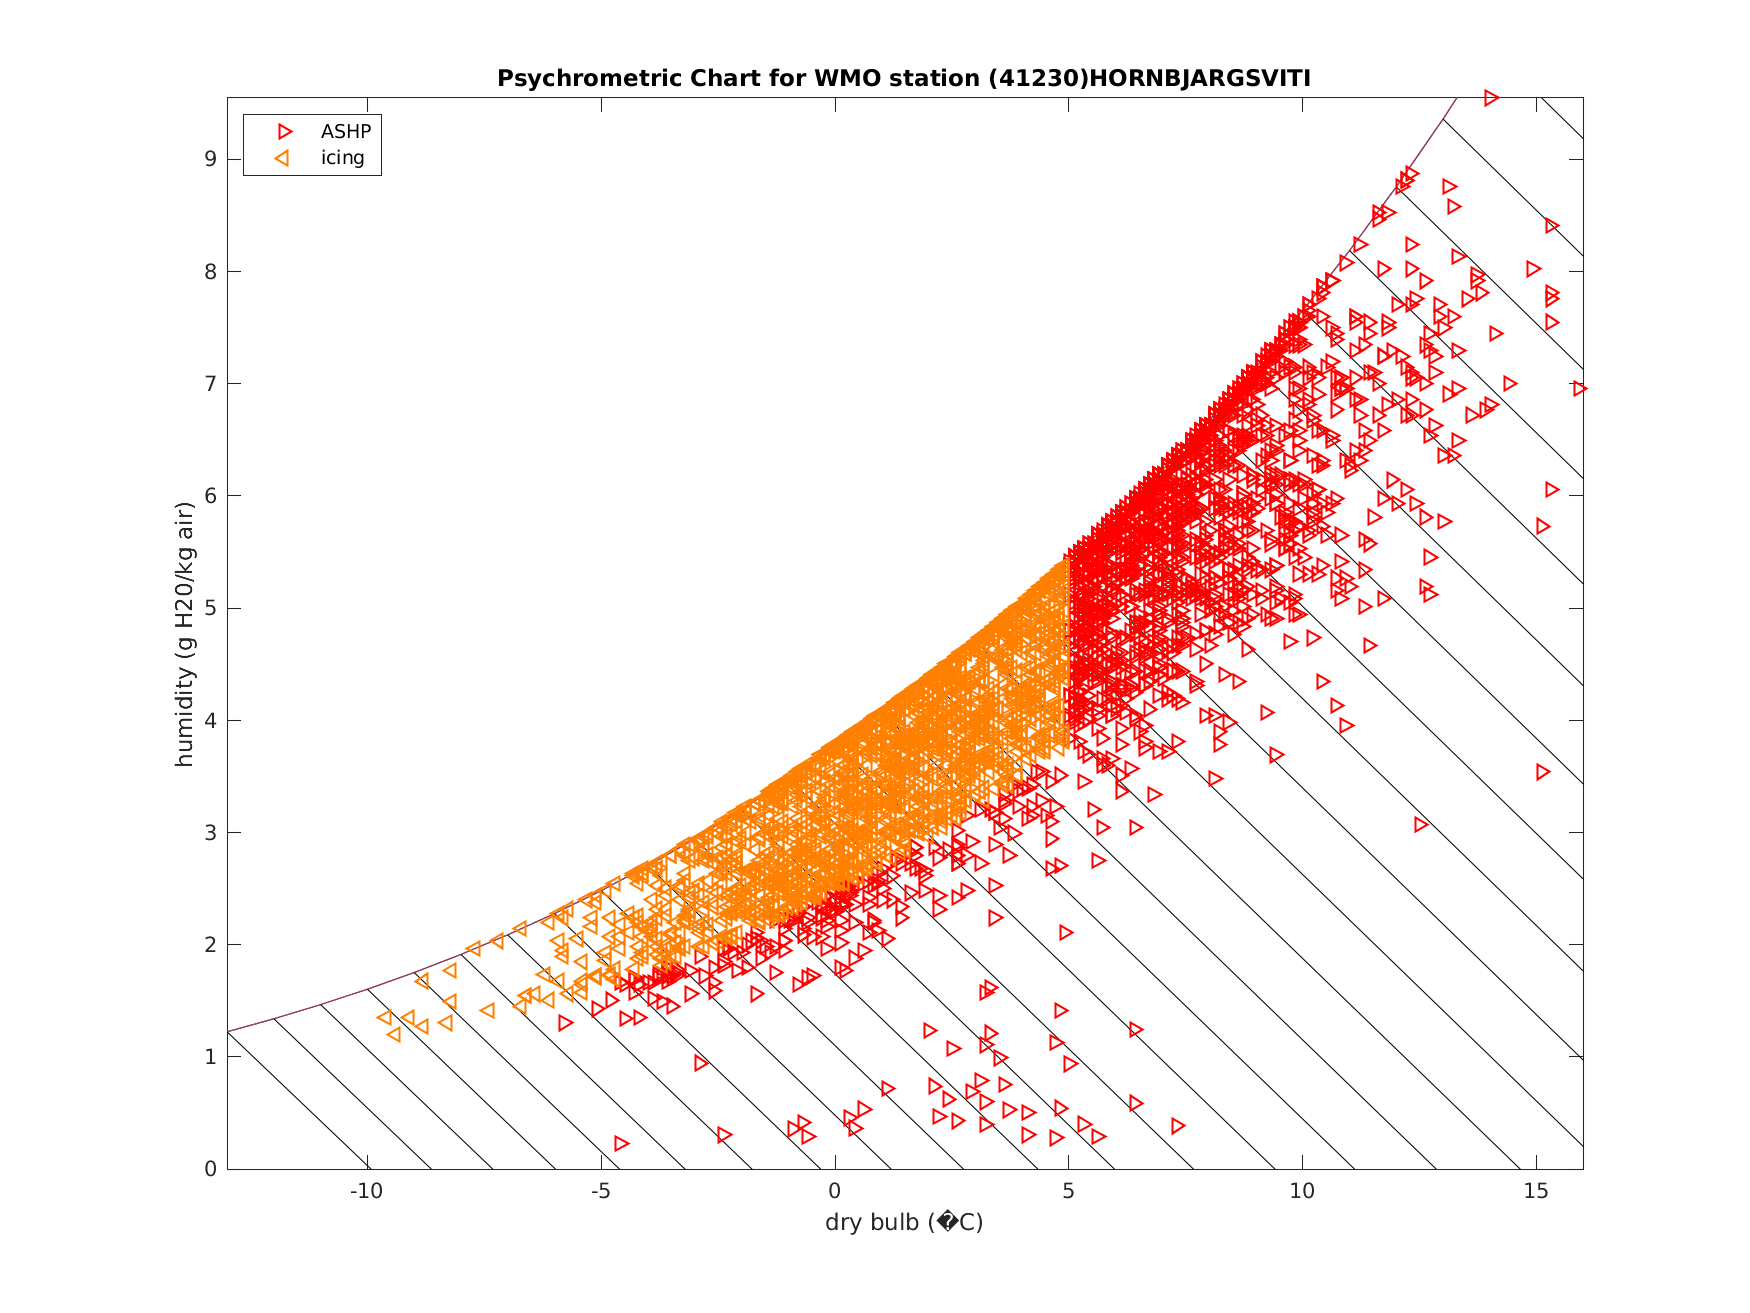 Psychrometric Chart for WMO station (41230)HORNBJARGSVITI
ASHP
icing
humidity (g H20/kg air)
9
8
7
6
5
4
3
2
1
0
-10 -5 0 5 10 15
dry bulb (�C)